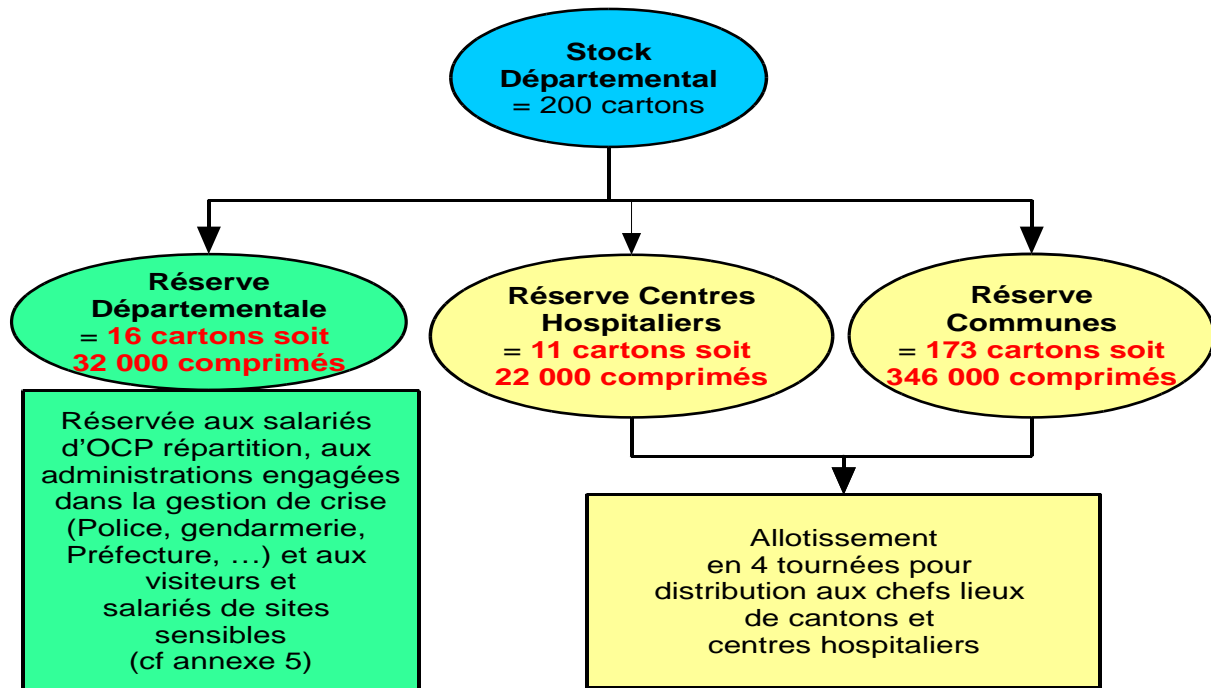 Stock
Départemental
= 200 cartons
Réserve
Départementale
= 16 cartons soit
32 000 comprimés
Réserve Centres
Hospitaliers
= 11 cartons soit
22 000 comprimés
Réserve
Communes
= 173 cartons soit
346 000 comprimés
Réservée aux salariés
d'OCP répartition, aux
administrations engagées
dans la gestion de crise
(Police, gendarmerie,
Préfecture, …) et aux
visiteurs et
salariés de sites
sensibles
(cf annexe 5)
Allotissement
en 4 tournées pour
distribution aux chefs lieux
de cantons et
centres hospitaliers